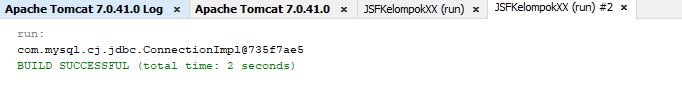 Apache Tomcat 7.0.41.0 Log Apache Tomcat 7.0.41.0 JSFKelompokXX (run) JSFKelompokXX (run) #2
run:
com.mysql.cj.jdbc.ConnectionImpl@735f7ae5
BUILD SUCCESSFUL (total time: 2 seconds)